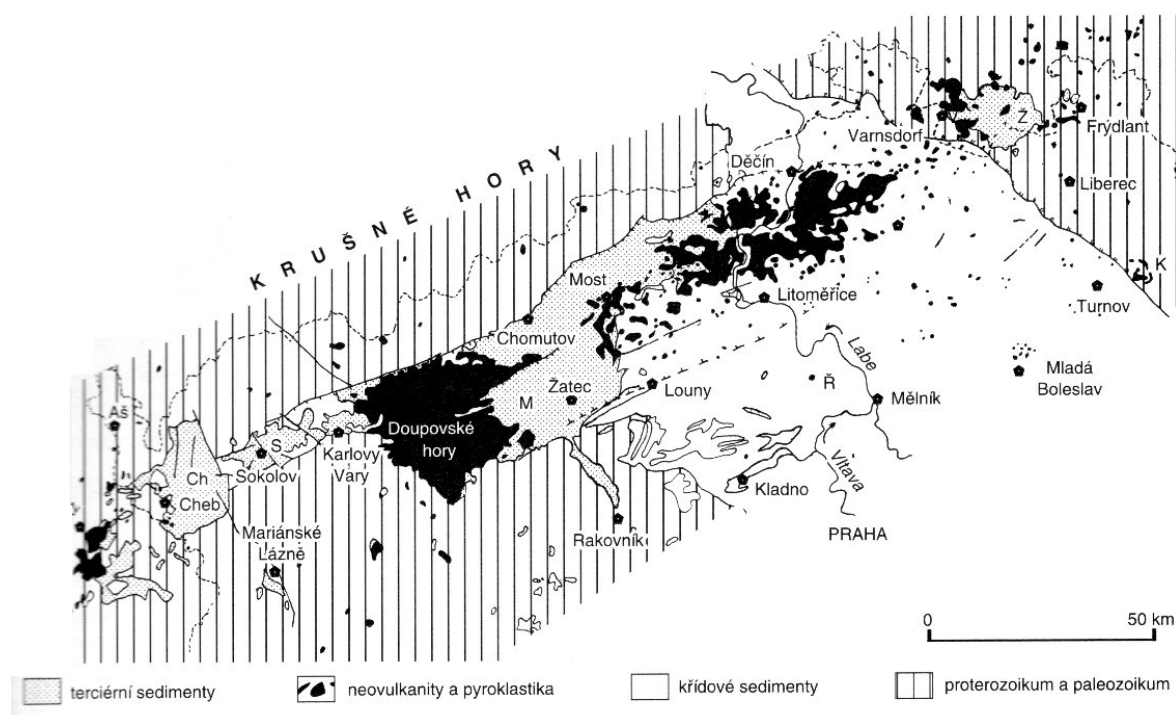 KRUŠNÉ HORY
Varnsdorf
Ž
Frýdlant
Děčín
Liberec
K
Most
Litoměřice
Turnov
Chomutov
Labe
Mladá
Boleslav
Ř
Mělník
Louny
Žatec
M
Aš
Doupovské
hory
S
Sokolov
Karlovy
Vary
Ch
Cheb
Vltava
Kladno
Mariánské
Lázně
Rakovník
PRAHA
0 50 km
terciérní sedimenty
neovulkanity a pyroklastika
křídové sedimenty
proterozoikum a paleozoikum